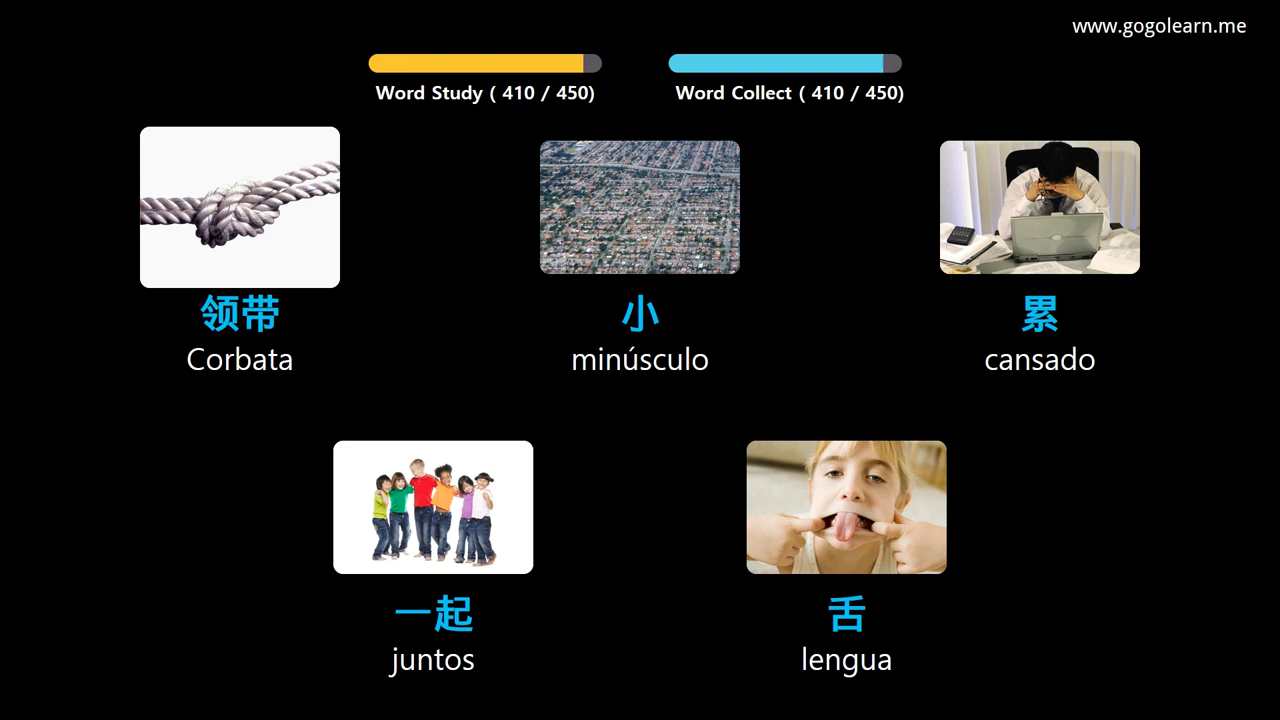 www.gogolearn.me
Word Study ( 410 / 450)
Word Collect ( 410 / 450)
领带
Corbata
小
minúsculo
累
cansado
一起
juntos
舌
lengua